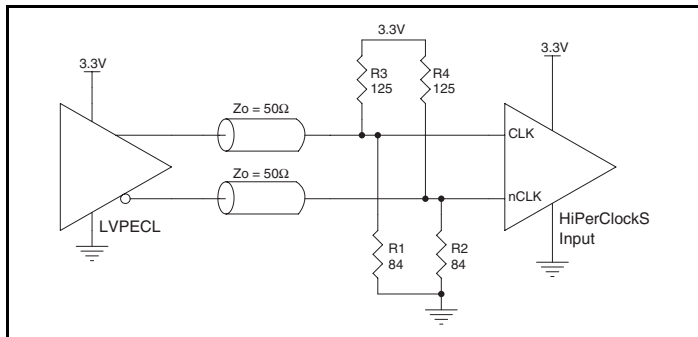 3.3V
3.3V
3.3V
R3
125
R4
125
Zo = 50Ω
CLK
Zo = 50Ω
nCLK
LVPECL
HiPerClockS
Input
R1
84
R2
84